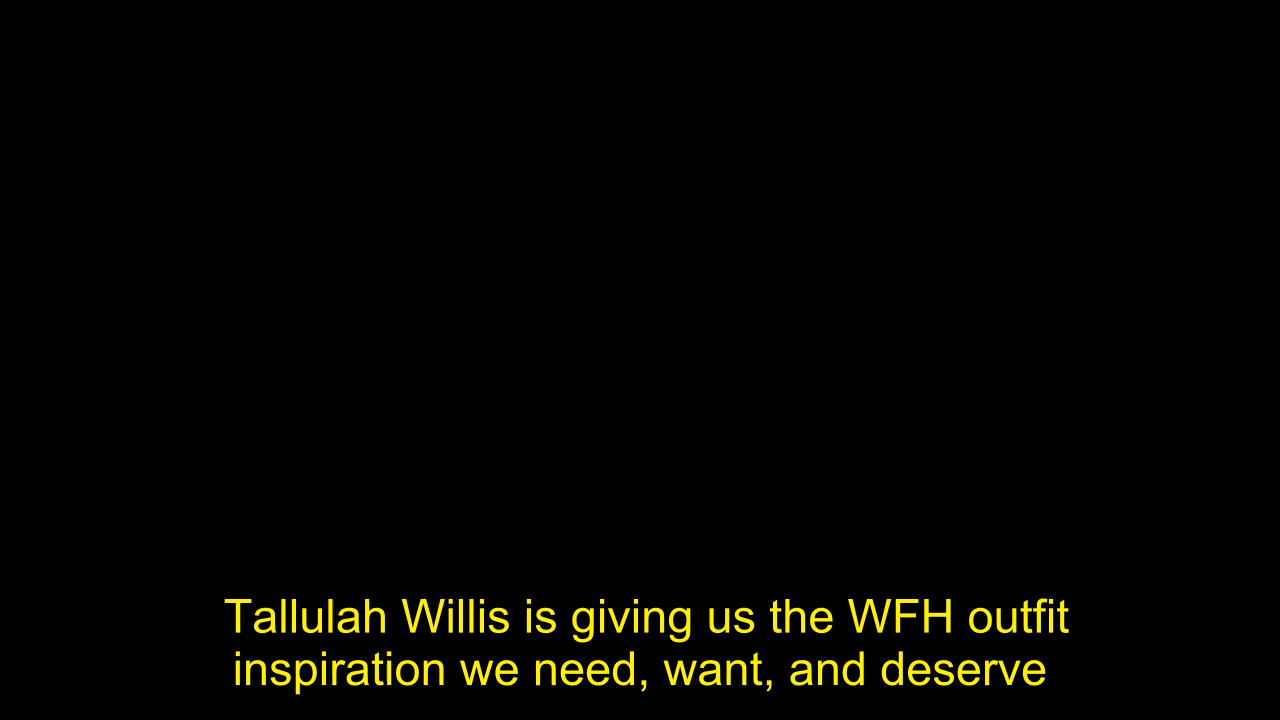 Tallulah Willis is giving us the WFH outfit
inspiration we need, want, and deserve